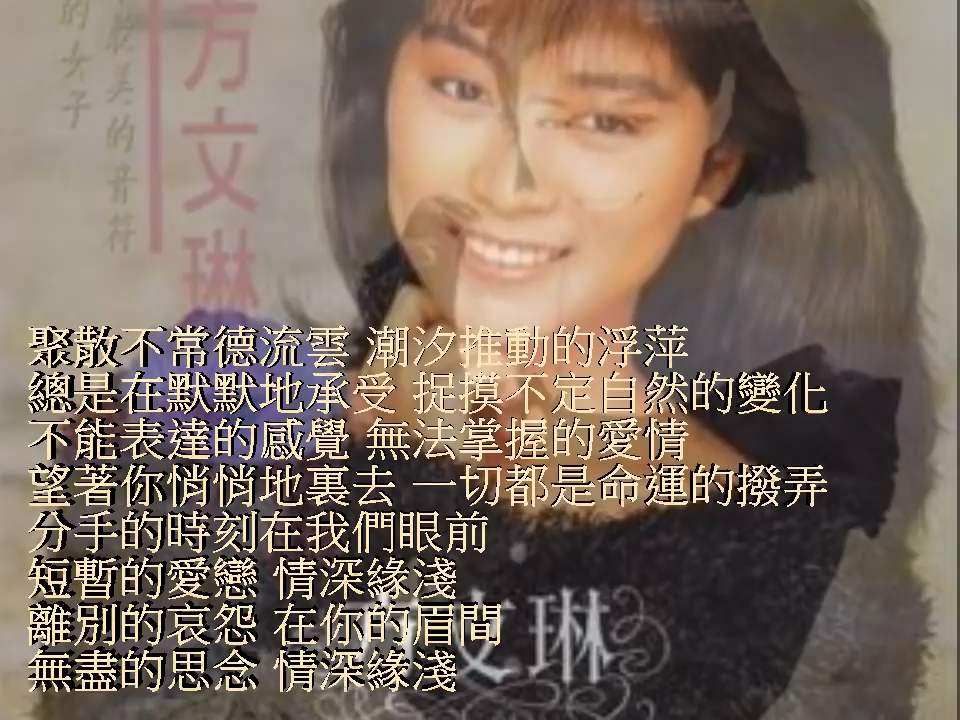 方文琳
美的音符
的女子
聚散不常德流雲 潮汐推動的浮萍
總是在默默地承受 捉摸不定自然的變化
不能表達的感覺 無法掌握的愛情
望著你悄悄地裏去 一切都是命運的撥弄
分手的時刻在我們眼前
短暫的愛戀 情深緣淺
離別的哀怨 在你的眉間
無盡的思念 情深緣淺
文琳